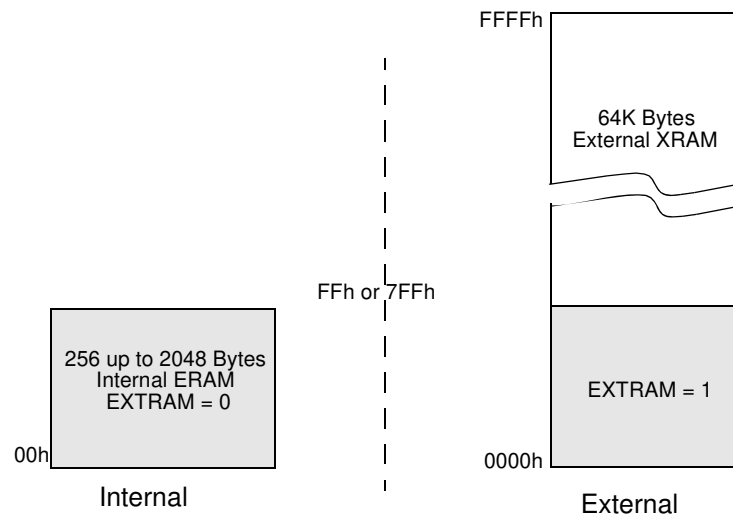 FFFFh
64K Bytes
External XRAM
FFh or 7FFh
256 up to 2048 Bytes
Internal ERAM
EXTRAM = 0
EXTRAM = 1
00h
0000h
Internal
External